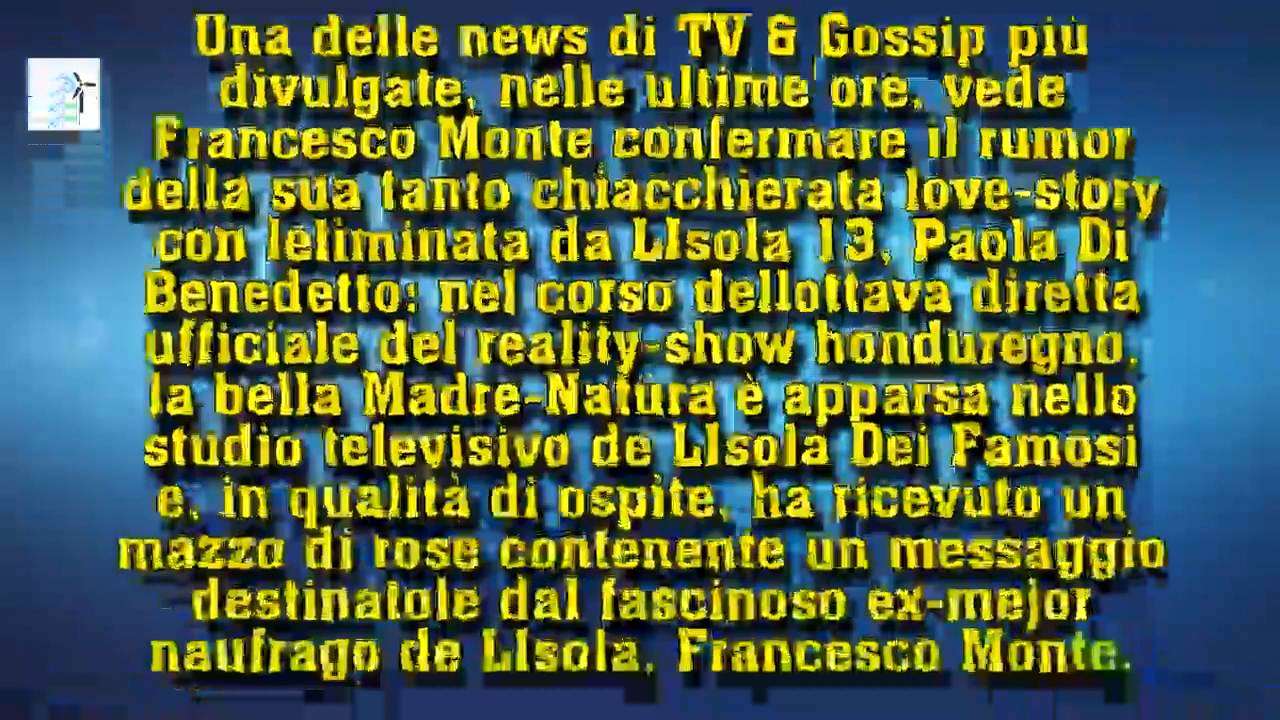 Una delle news di TV & Gossip più
divulgate, nelle ultime ore, vede
Francesco Monte confermare il rumor
della sua tanto chiacchierata love-story
con leliminata da LIsola 13, Paola Di
Benedetto: nel corso dellottava diretta
ufficiale del reality-show honduregno,
la bella Madre-Natura è apparsa nello
studio televisivo de LIsola Dei Famosi
e, in qualità di ospite, ha ricevuto un
mazzo di rose contenente un messaggio
destinatole dal fascinoso ex-mejor
naufrago de LIsola, Francesco Monte.